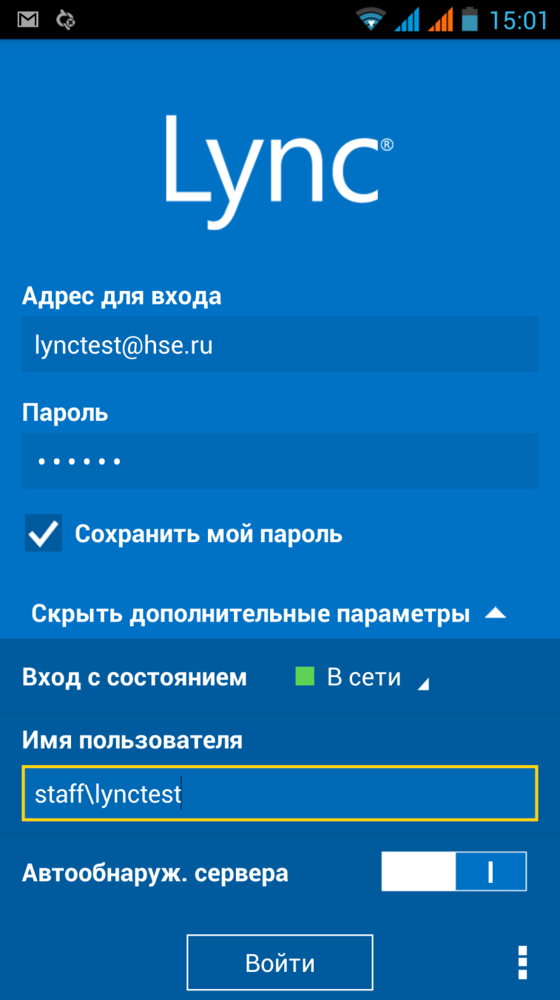 15:01
Lync®
Адрес для входа
lynctest@hse.ru
Пароль
••••••
Сохранить мой пароль
Скрыть дополнительные параметры
Вход с состоянием В сети
Имя пользователя
staff\lynctest
Автообнаруж. сервера
Войти